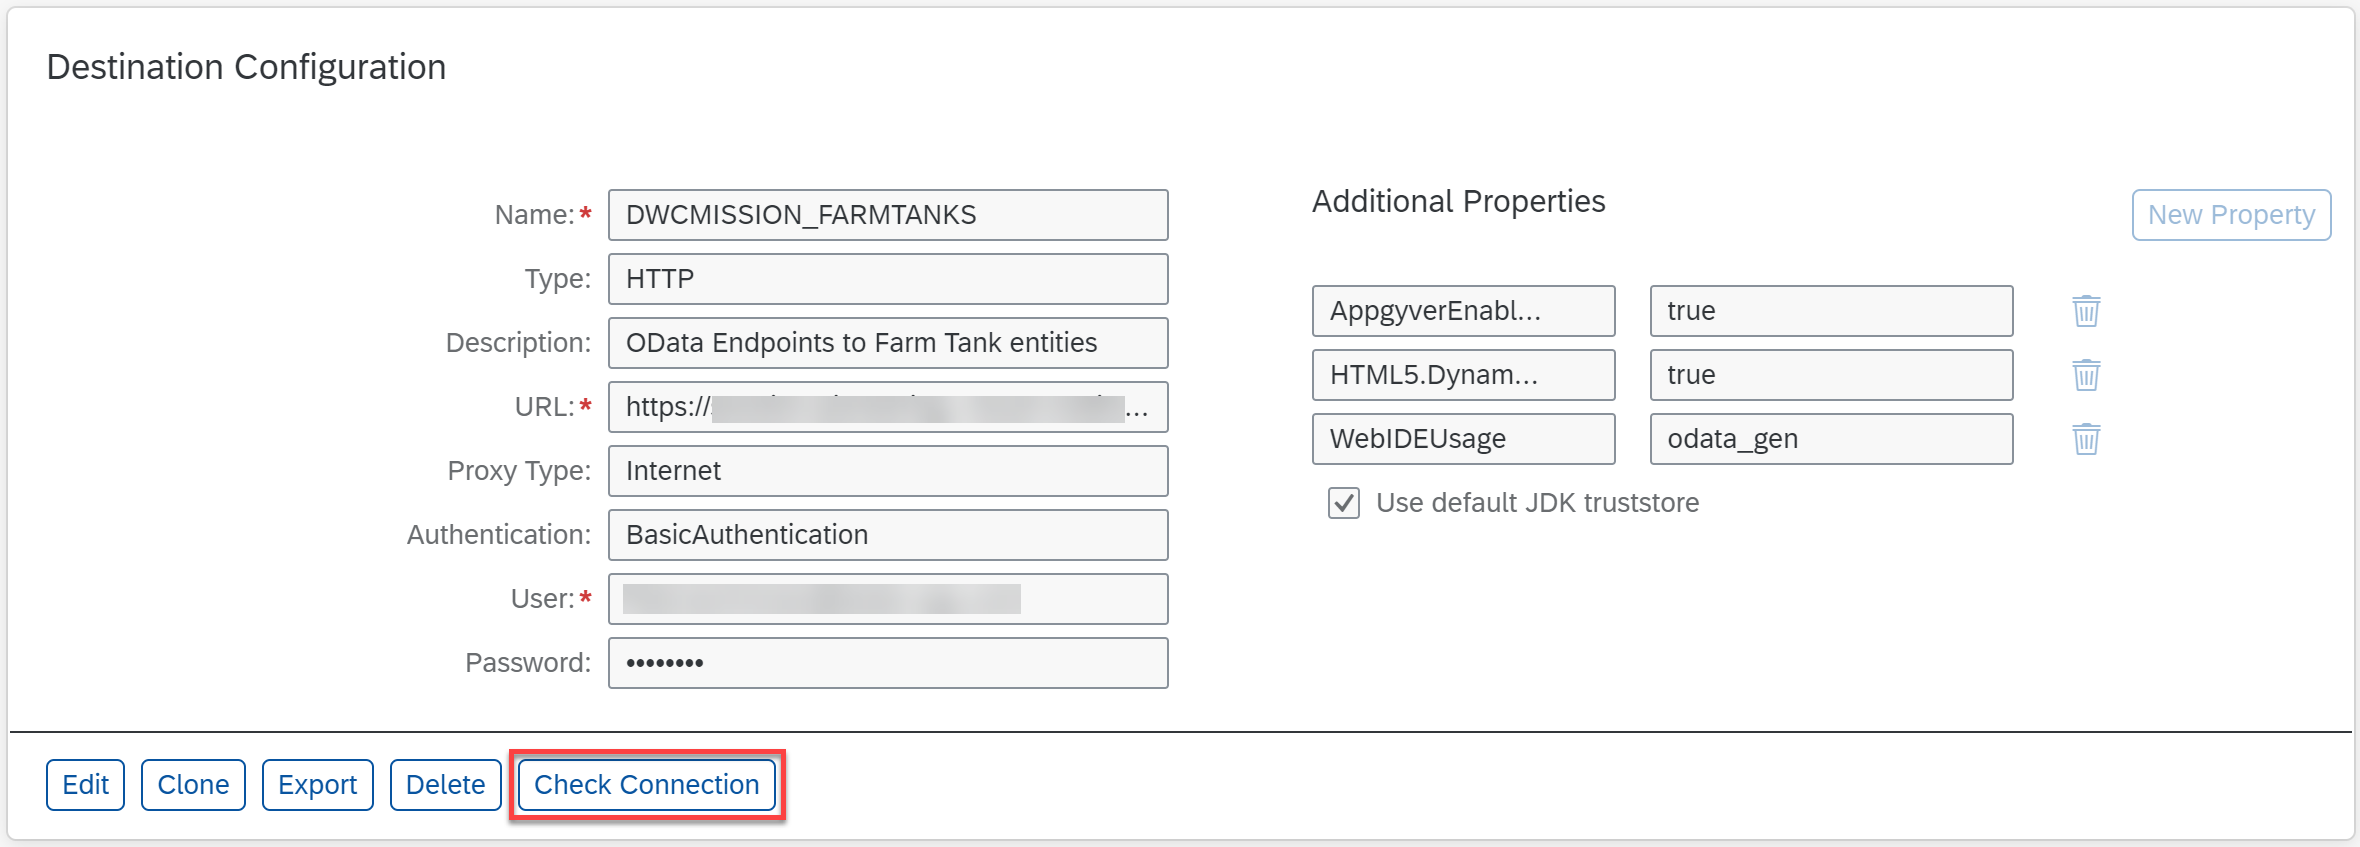 Destination Configuration
Name:* DWCMISSION_FARMTANKS
Type: HTTP
Description: OData Endpoints to Farm Tank entities
URL:* https://...
Proxy Type: Internet
Authentication: BasicAuthentication
User:*
Password: ••••••••
Additional Properties
New Property
AppgyverEnabl... true
HTML5.Dynam... true
WebIDEUsage odata_gen
Use default JDK truststore
Edit Clone Export Delete Check Connection